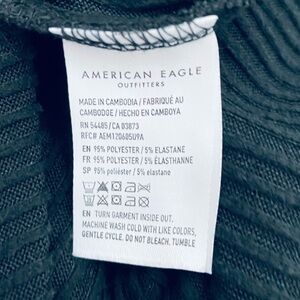 AMERICAN EAGLE
OUTFITTERS
MADE IN CAMBODIA / FABRIQUÉ AU
CAMBODGE / HECHO EN CAMBOYA
RN 54485/CA 03873
RFC# AEM120605U9A
EN 95% POLYESTER / 5% ELASTANE
FR 95% POLYESTER / 5% ÉLASTHANNE
SP 95% poliéster / 5% elastane
EN TURN GARMENT INSIDE OUT,
MACHINE WASH COLD WITH LIKE COLORS,
GENTLE CYCLE. DO NOT BLEACH, TUMBLE